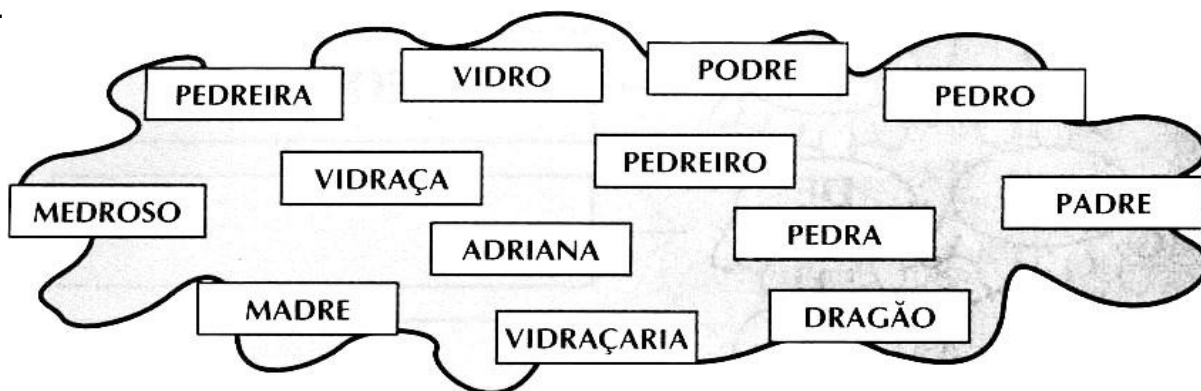 PEDREIRA
VIDRO
PODRE
PEDRO
VIDRAÇA
PEDREIRO
MEDROSO
ADRIANA
PEDRA
PADRE
MADRE
VIDRAÇARIA
DRAGÃO